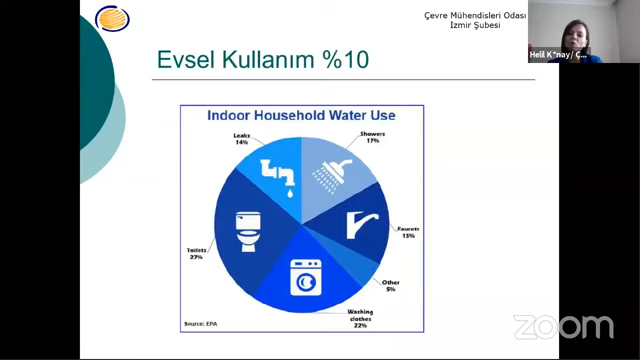 Çevre Mühendisleri Odası
İzmir Şubesi
Evsel Kullanım %10
Indoor Household Water Use
Leaks
14%
Showers
17%
Faucets
15%
Other
5%
Washing
clothes
22%
Toilets
27%
Source: EPA
Helil K*nay/ Ç...
zoom